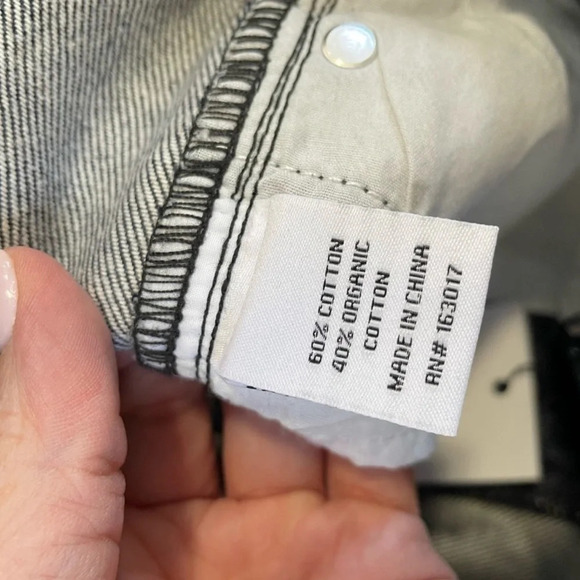 60% COTTON
40% ORGANIC
COTTON
MADE IN CHINA
RN# 163017